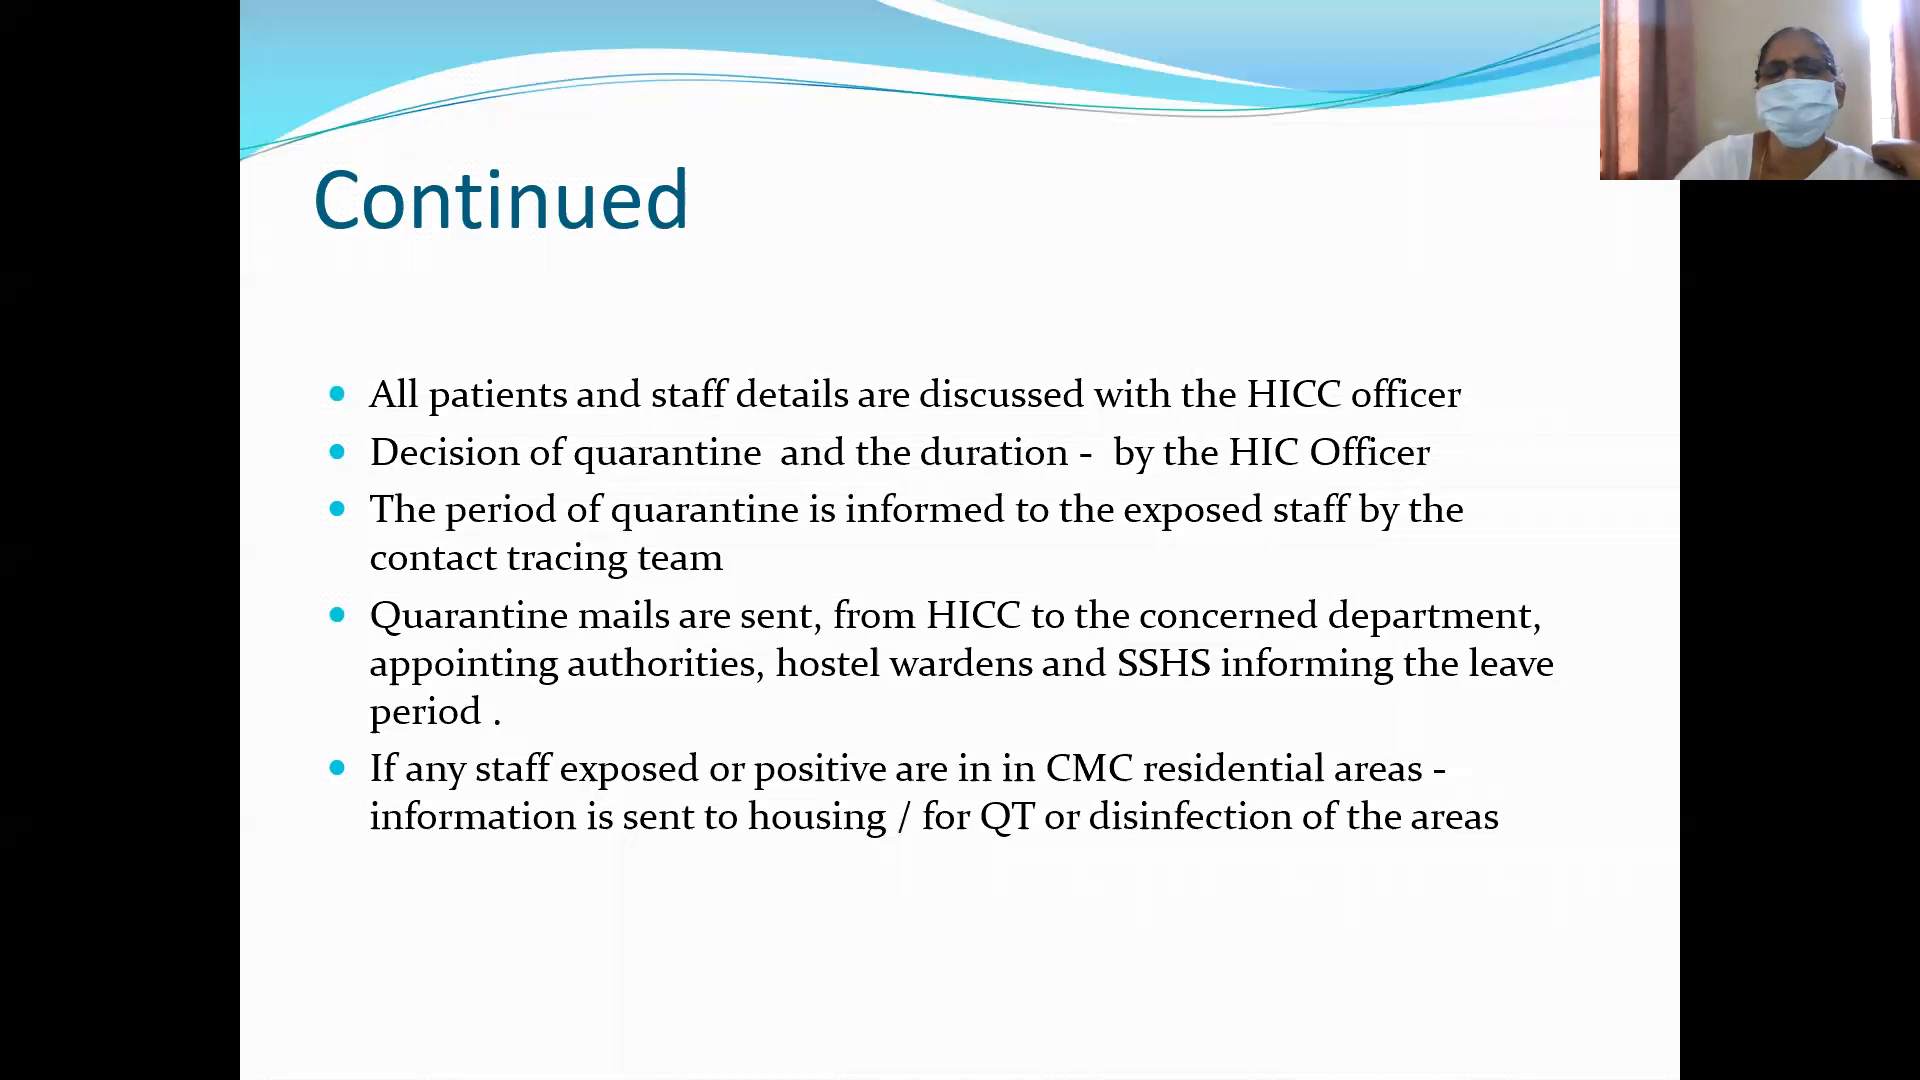 Continued
All patients and staff details are discussed with the HICC officer
Decision of quarantine  and the duration -  by the HIC Officer
The period of quarantine is informed to the exposed staff by the
contact tracing team
Quarantine mails are sent, from HICC to the concerned department,
appointing authorities, hostel wardens and SSHS informing the leave
period .
If any staff exposed or positive are in in CMC residential areas -
information is sent to housing / for QT or disinfection of the areas